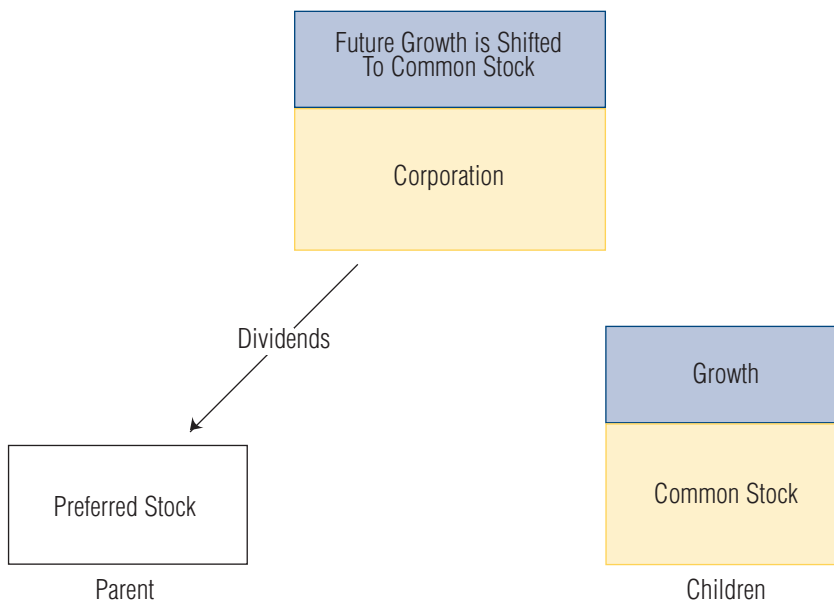 Future Growth is Shifted
To Common Stock
Corporation
Dividends
Growth
Preferred Stock
Common Stock
Parent
Children